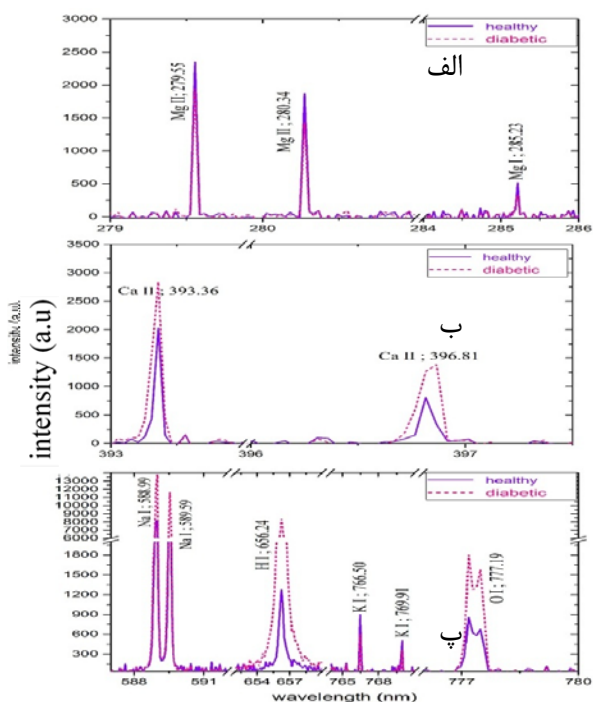 3000
2500
2000
1500
1000
500
0
healthy
diabetic
الف
Mg II ; 279.55
Mg II ; 280.34
Mg I ; 285.23
279
280
284
285
286
3500
3000
2500
2000
1500
1000
500
0
healthy
diabetic
ب
Ca II ; 393.36
Ca II ; 396.81
393
396
397
intensity (a.u).
intensity (a.u)
13000
12000
11000
10000
9000
8000
7000
6000
1800
1500
1200
900
600
300
healthy
diabetic
Na I ; 588.99
Na I ; 589.59
H I ; 656.24
K I ; 766.50
K I ; 769.91
O I ; 777.19
پ
588
591
654
657
765
768
777
780
wavelength (nm)